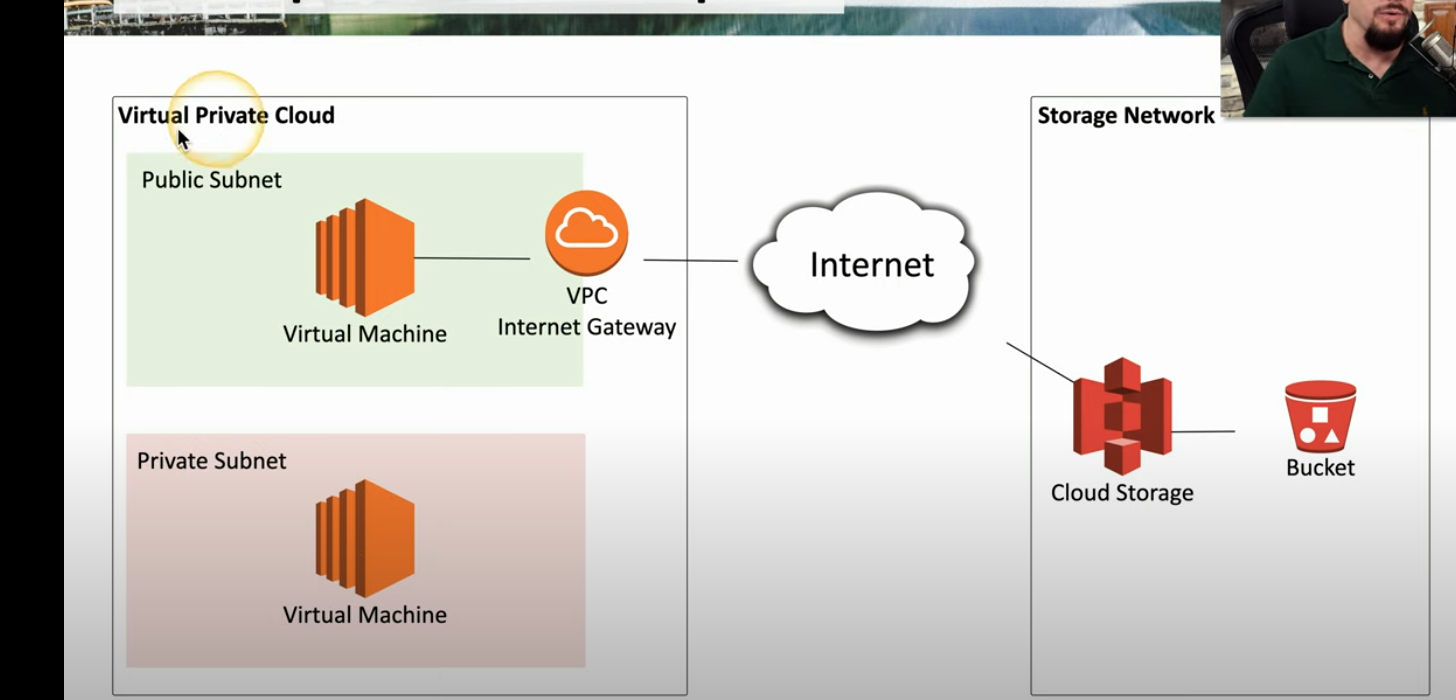 Virtual Private Cloud
Public Subnet
Virtual Machine
VPC
Internet Gateway
Internet
Private Subnet
Virtual Machine
Storage Network
Cloud Storage
Bucket